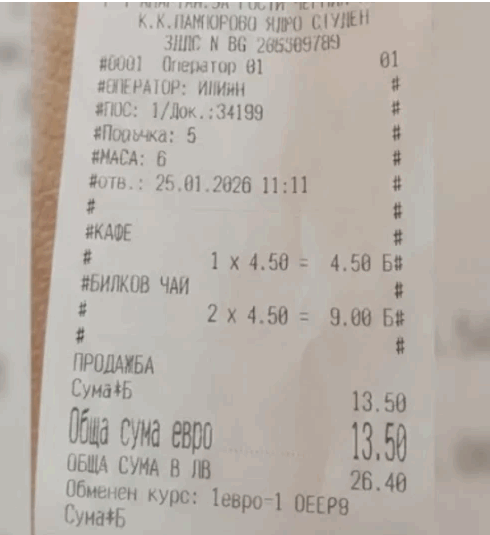 К.К.ПАМПОРОВО ЯДРО СТУДЕН
ЗДДС N BG 206509789
#0001 Оператор 01 01
#ОПЕРАТОР: ИЛИЯН #
#ПОС: 1/Док.:34199 #
#Поръчка: 5 #
#МАСА: 6 #
#отв.: 25.01.2026 11:11 #
# #
#КАФЕ #
# 1 x 4.50 = 4.50 Б#
#БИЛКОВ ЧАЙ #
# 2 x 4.50 = 9.00 Б#
# #
ПРОДАЖБА
Сума*Б 13.50
Обща сума евро 13.50
ОБЩА СУМА В ЛВ 26.40
Обменен курс: 1евро=1
Сума*Б